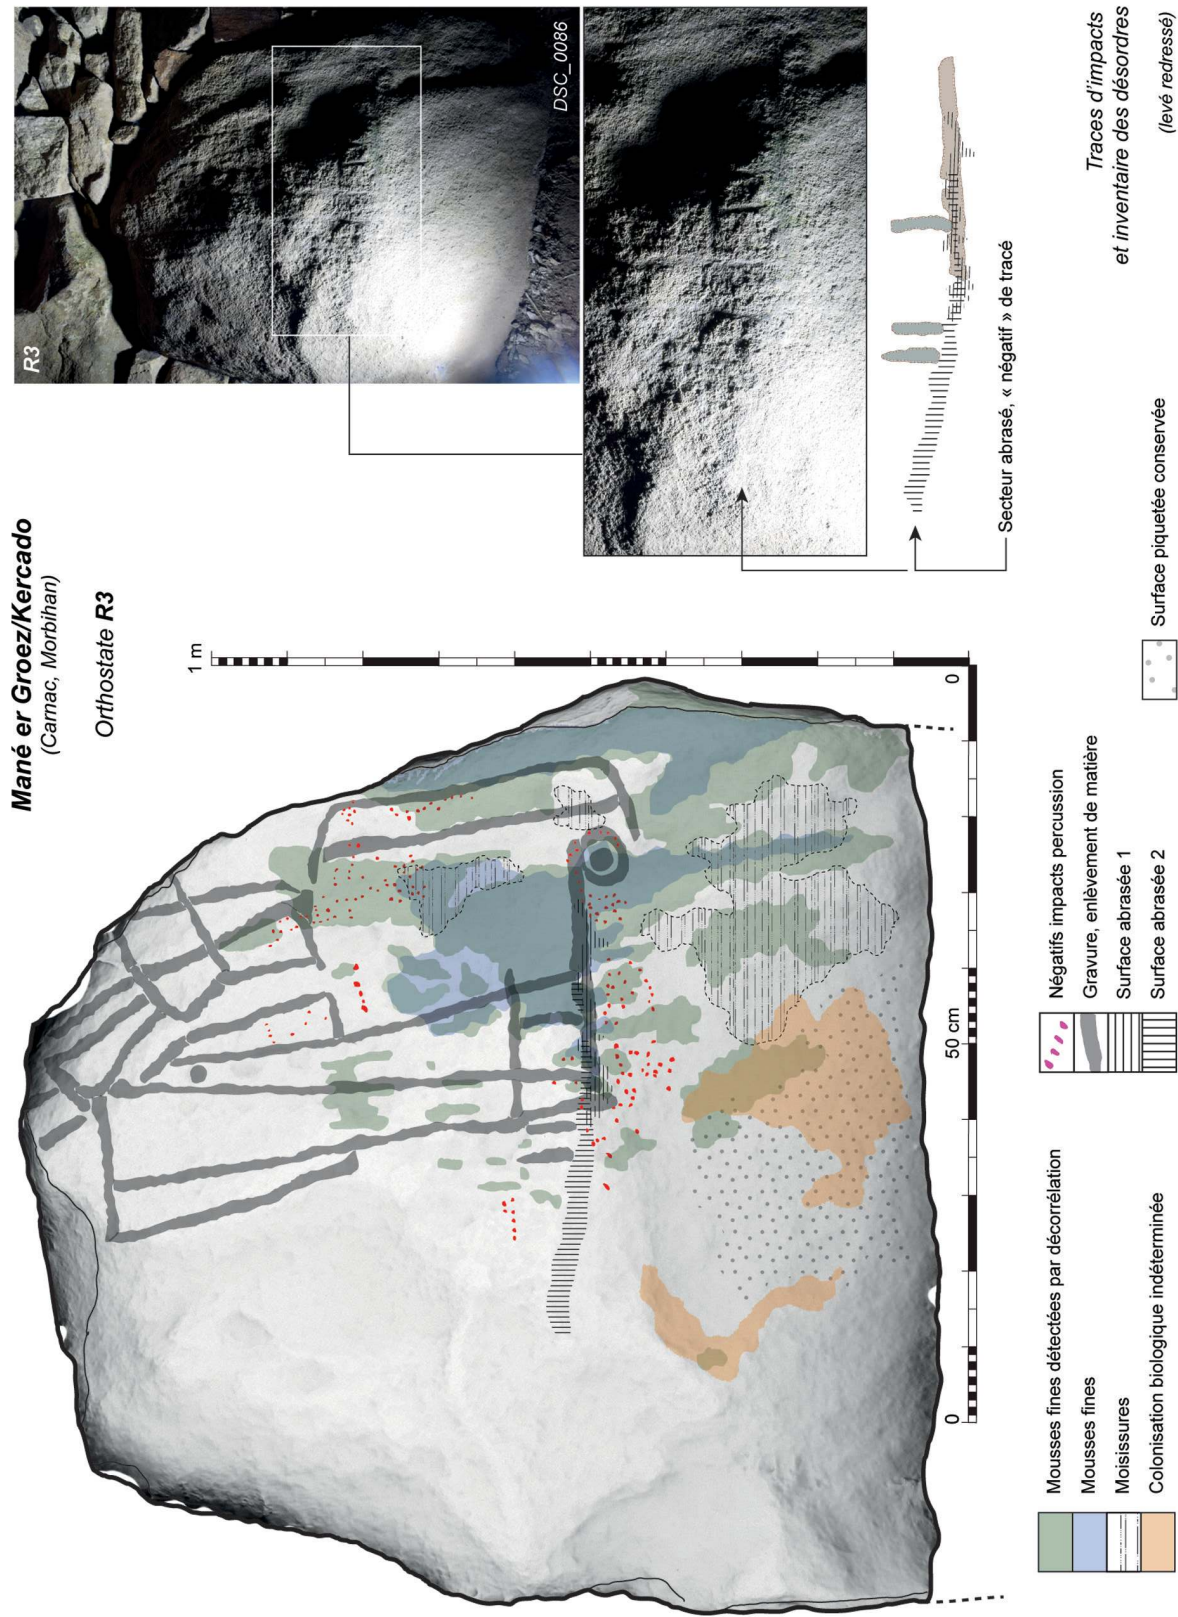 Mané er Groez/Kercado
(Carnac, Morbihan)
Orthostate R3
R3
DSC_0086
1 m
0
50 cm
0
Secteur abrasé, « négatif » de tracé
Traces d'impacts
et inventaire des désordres
(levé redressé)
Mousses fines détectées par décorrélation
Mousses fines
Moisissures
Colonisation biologique indéterminée
Négatifs impacts percussion
Gravure, enlèvement de matière
Surface abrasée 1
Surface abrasée 2
Surface piquetée conservée